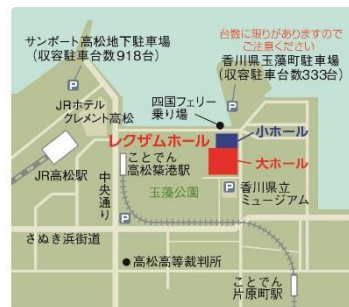 台数に限りがありますので
ご注意ください
サンポート高松地下駐車場
(収容駐車台数918台)
香川県玉藻町駐車場
(収容駐車台数333台)
P
P
JRホテル
クレメント高松
四国フェリー
乗り場
レクザムホール
小ホール
大ホール
JR高松駅
ことでん
高松築港駅
中央通り
玉藻公園
P
香川県立
ミュージアム
P
さぬき浜街道
高松高等裁判所
ことでん
片原町駅